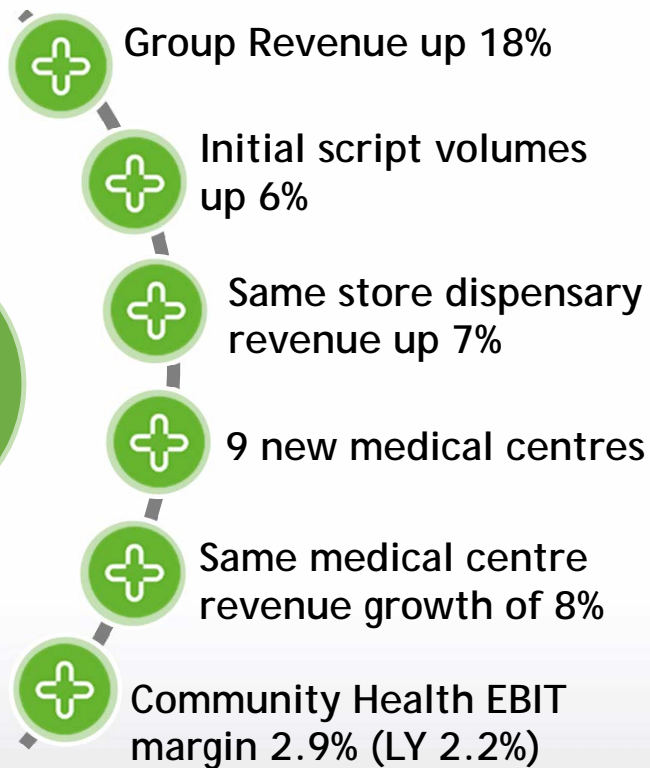 Group Revenue up 18%
Initial script volumes
up 6%
Same store dispensary
revenue up 7%
9 new medical centres
Same medical centre
revenue growth of 8%
Community Health EBIT
margin 2.9% (LY 2.2%)